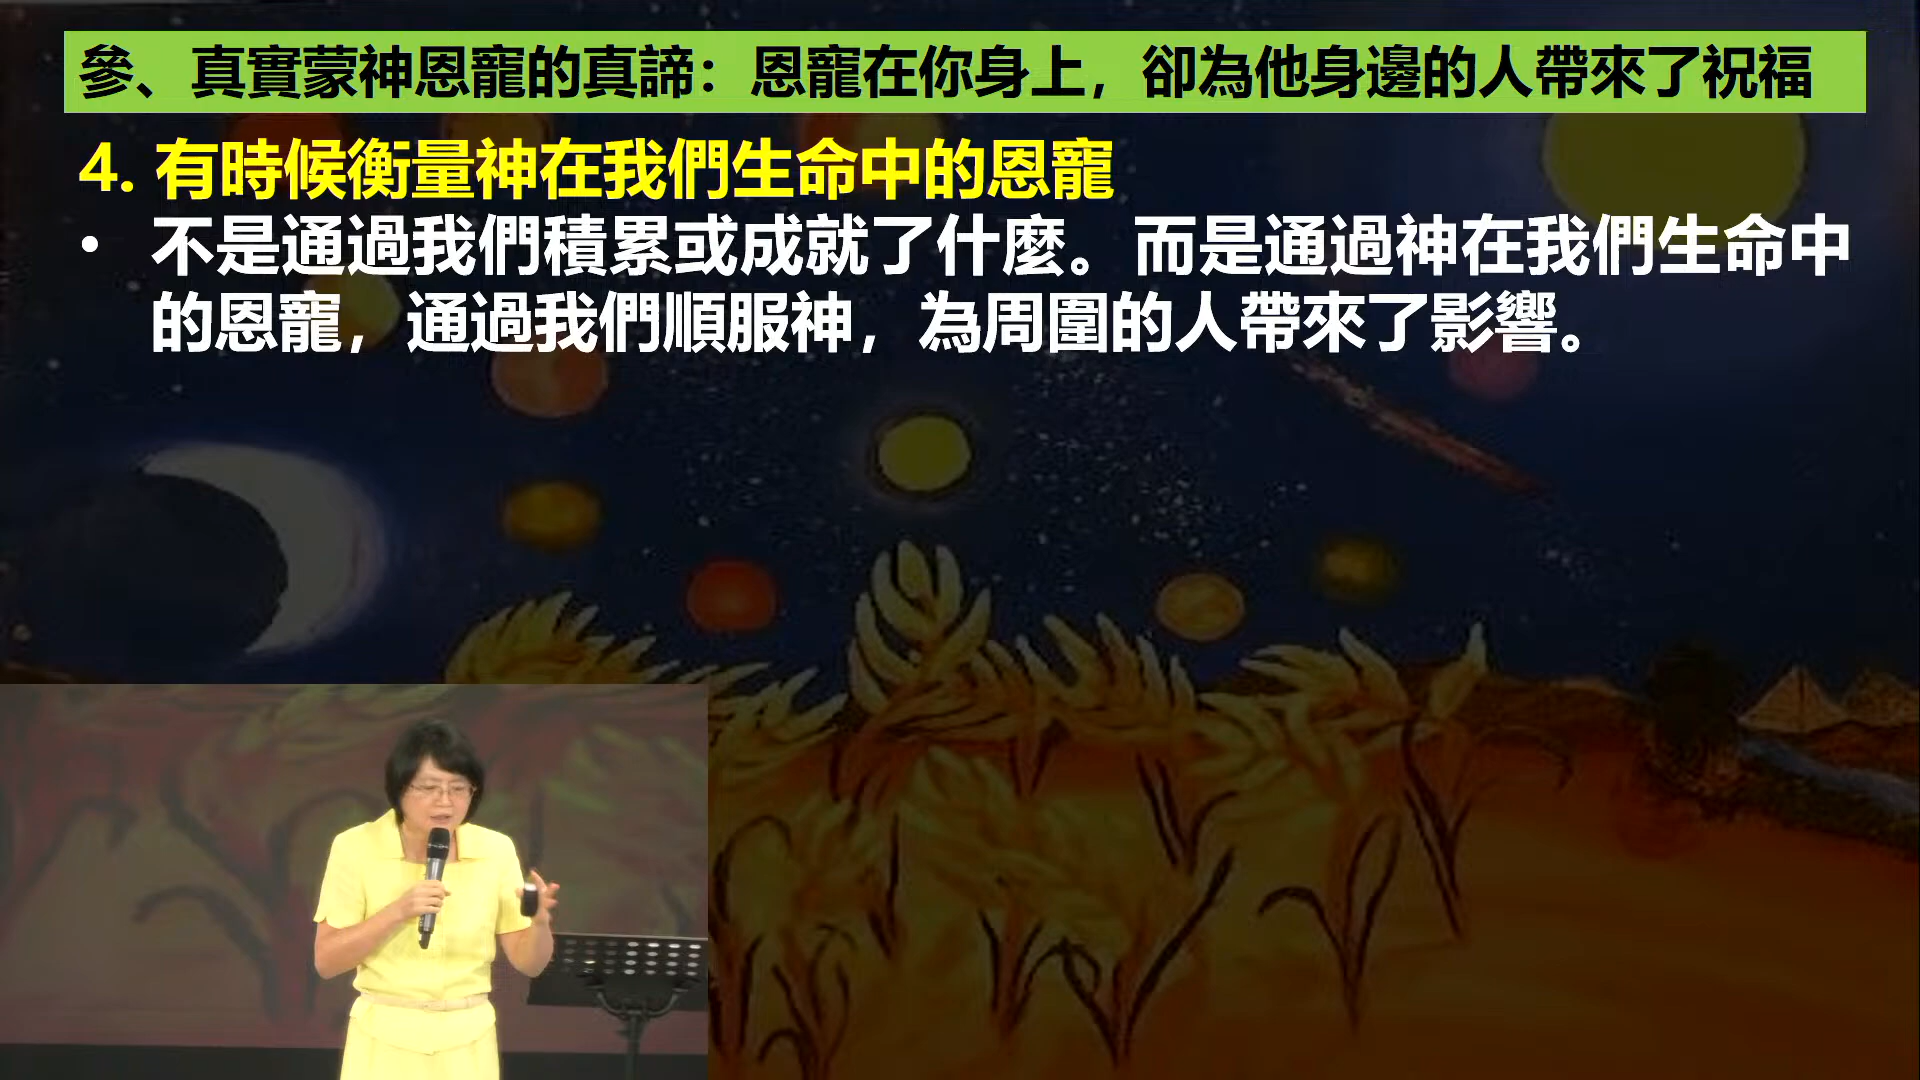 參、真實蒙神恩寵的真諦：恩寵在你身上，卻為他身邊的人帶來了祝福
4. 有時候衡量神在我們生命中的恩寵
• 不是通過我們積累或成就了什麼。而是通過神在我們生命中
的恩寵，通過我們順服神，為周圍的人帶來了影響。